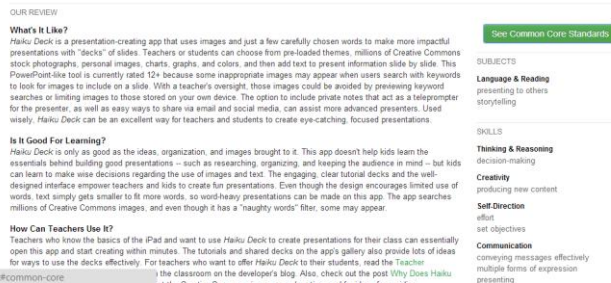 OUR REVIEW
What's It Like?
Haiku Deck is a presentation-creating app that uses images and just a few carefully chosen words to make more impactful
presentations with "decks" of slides. Teachers or students can choose from pre-loaded themes, millions of Creative Commons
stock photographs, personal images, charts, graphs, and colors, and then add text to present information slide by slide. This
PowerPoint-like tool is currently rated 12+ because some inappropriate images may appear when users search with keywords
to look for images to include on a slide. With a teacher's oversight, those images could be avoided by previewing keyword
searches or limiting images to those stored on your own device. The option to include private notes that act as a teleprompter
for the presenter, as well as easy ways to share via email and social media, can assist more advanced presenters. Used
wisely, Haiku Deck can be an excellent way for teachers and students to create eye-catching, focused presentations.
Is It Good For Learning?
Haiku Deck is only as good as the ideas, organization, and images brought to it. This app doesn't help kids learn the
essentials behind building good presentations -- such as researching, organizing, and keeping the audience in mind -- but kids
can learn to make wise decisions regarding the use of images and text. The engaging, clear tutorial decks and the well-
designed interface empower teachers and kids to create fun presentations. Even though the design encourages limited use of
words, text simply gets smaller to fit more words, so word-heavy presentations can be made on this app. The app searches
millions of Creative Commons images, and even though it has a "naughty words" filter, some may appear.
How Can Teachers Use It?
Teachers who know the basics of the iPad and want to use Haiku Deck to create presentations for their class can essentially
open this app and start creating within minutes. The tutorials and shared decks on the app's gallery also provide lots of ideas
for ways to use the decks effectively. For teachers who want to offer Haiku Deck to their students, read the Teacher
the classroom on the developer's blog. Also, check out the post Why Does Haiku
#common-core
See Common Core Standards
SUBJECTS
Language & Reading
presenting to others
storytelling
SKILLS
Thinking & Reasoning
decision-making
Creativity
producing new content
Self-Direction
effort
set objectives
Communication
conveying messages effectively
multiple forms of expression
presenting